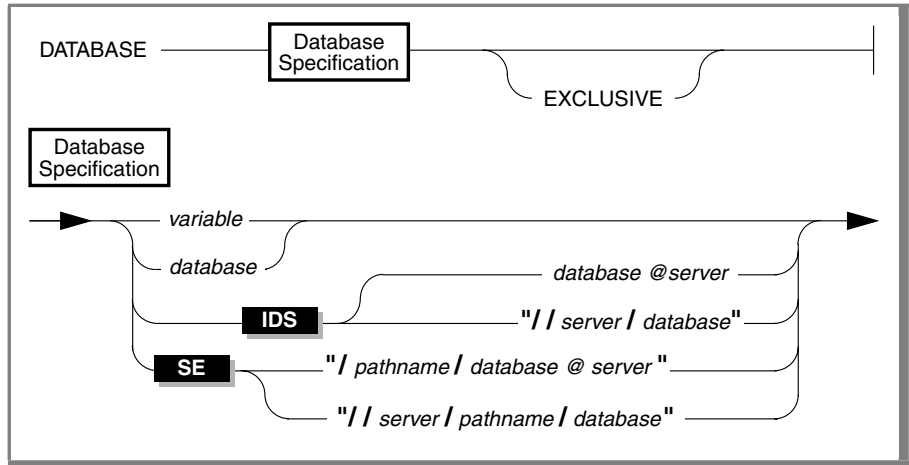 DATABASE
Database
Specification
EXCLUSIVE
Database
Specification
variable
database
database @server
IDS
"// server / database"
SE
"/ pathname / database @ server "
"// server / pathname / database"